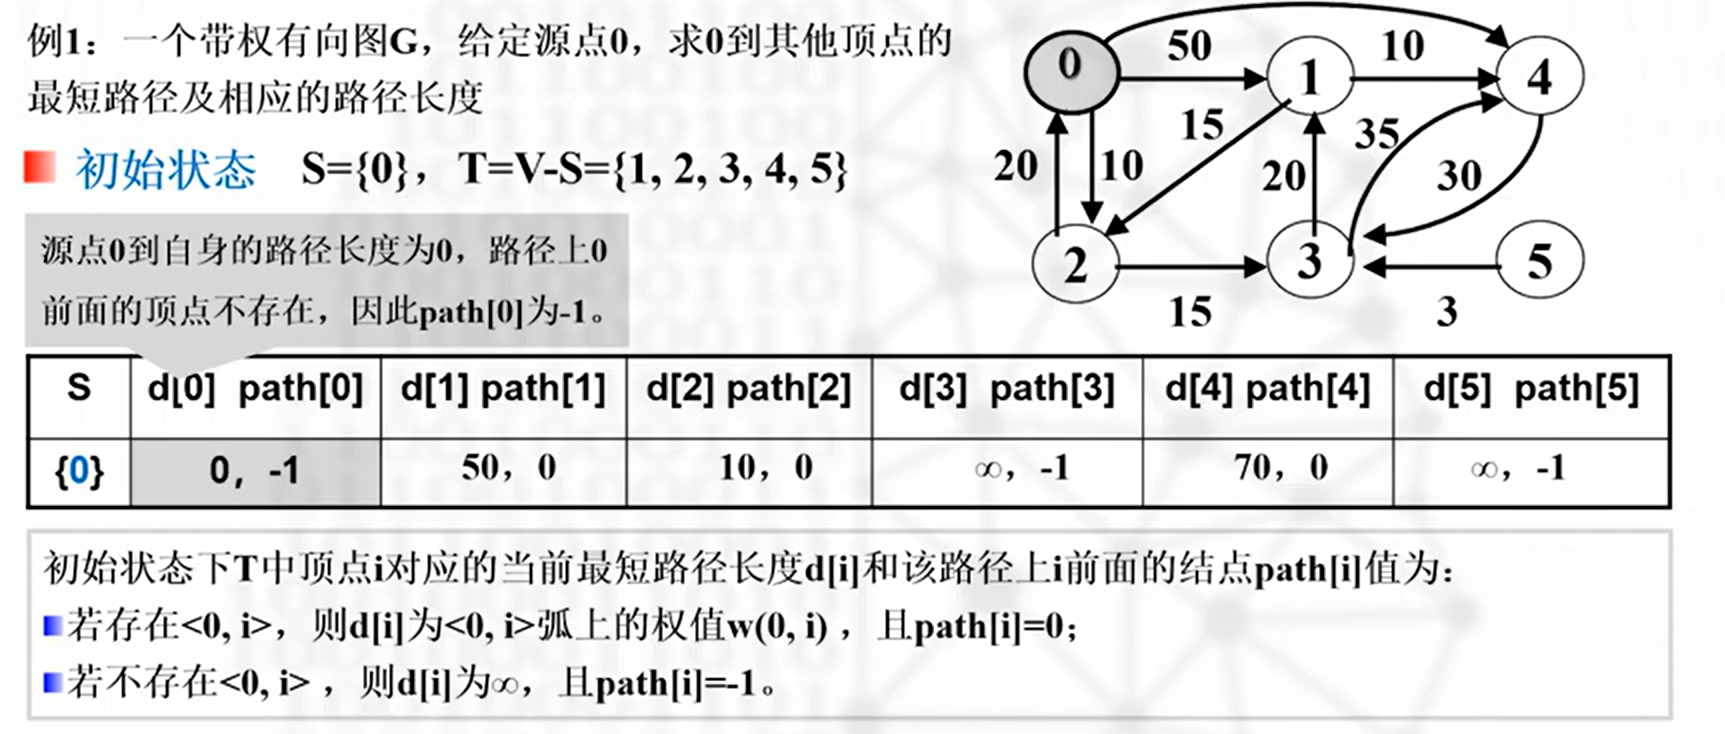 例1：一个带权有向图G，给定源点0，求0到其他顶点的
最短路径及相应的路径长度
初始状态 S={0}，T=V-S={1, 2, 3, 4, 5}
源点0到自身的路径长度为0，路径上0
前面的顶点不存在，因此path[0]为-1。
0 50 1 10 4
20 10 15 20 35 30
2 15 3 3 5
S d[0] path[0] d[1] path[1] d[2] path[2] d[3] path[3] d[4] path[4] d[5] path[5]
{0} 0，-1 50，0 10，0 ∞，-1 70，0 ∞，-1
初始状态下T中顶点i对应的当前最短路径长度d[i]和该路径上i前面的结点path[i]值为：
若存在<0, i>，则d[i]为<0, i>弧上的权值w(0, i)，且path[i]=0；
若不存在<0, i>，则d[i]为∞，且path[i]=-1。